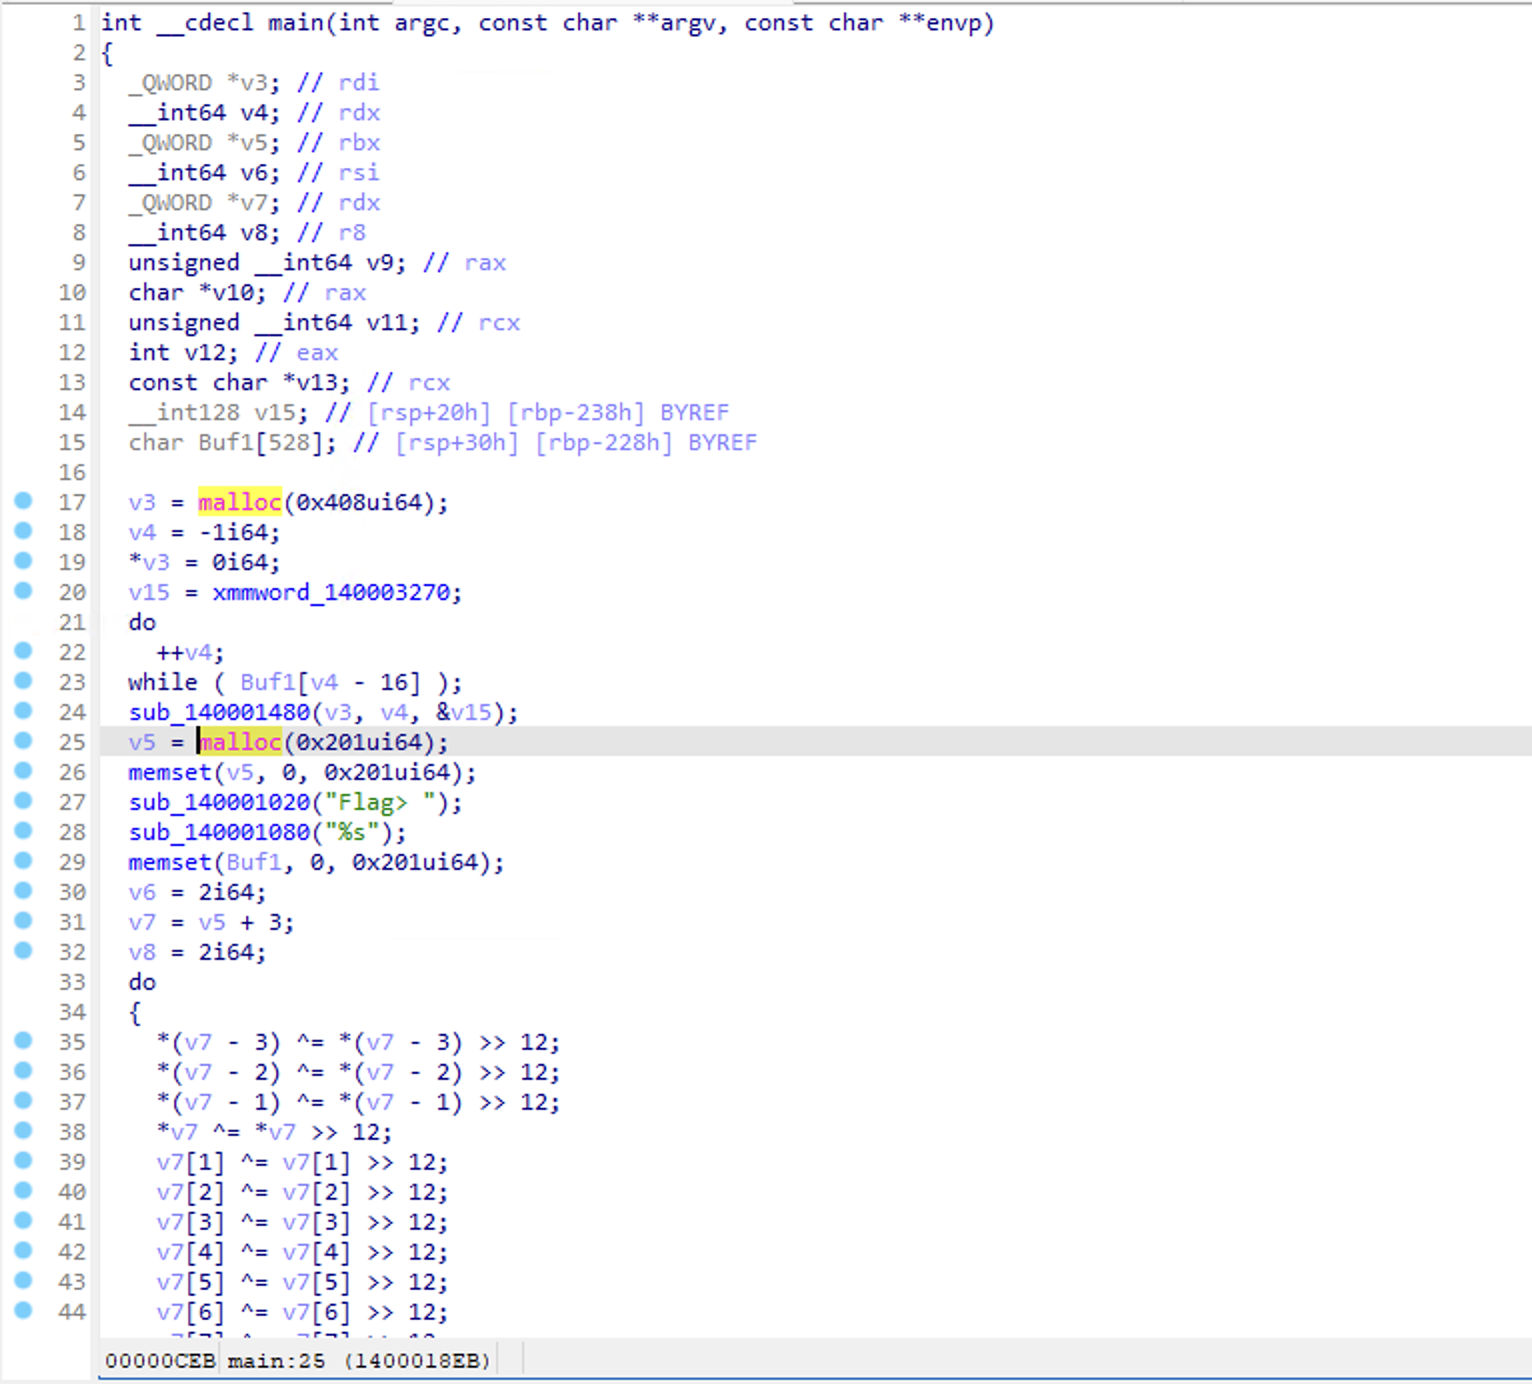 1 int __cdecl main(int argc, const char **argv, const char **envp)
2 {
3 _QWORD *v3; // rdi
4 __int64 v4; // rdx
5 _QWORD *v5; // rbx
6 __int64 v6; // rsi
7 _QWORD *v7; // rdx
8 __int64 v8; // r8
9 unsigned __int64 v9; // rax
10 char *v10; // rax
11 unsigned __int64 v11; // rcx
12 int v12; // eax
13 const char *v13; // rcx
14 __int128 v15; // [rsp+20h] [rbp-238h] BYREF
15 char Buf1[528]; // [rsp+30h] [rbp-228h] BYREF
16
17 v3 = malloc(0x408ui64);
18 v4 = -1i64;
19 *v3 = 0i64;
20 v15 = xmmword_140003270;
21 do
22 ++v4;
23 while ( Buf1[v4 - 16] );
24 sub_140001480(v3, v4, &v15);
25 v5 = malloc(0x201ui64);
26 memset(v5, 0, 0x201ui64);
27 sub_140001020("Flag> ");
28 sub_140001080("%s");
29 memset(Buf1, 0, 0x201ui64);
30 v6 = 2i64;
31 v7 = v5 + 3;
32 v8 = 2i64;
33 do
34 {
35 *(v7 - 3) ^= *(v7 - 3) >> 12;
36 *(v7 - 2) ^= *(v7 - 2) >> 12;
37 *(v7 - 1) ^= *(v7 - 1) >> 12;
38 *v7 ^= *v7 >> 12;
39 v7[1] ^= v7[1] >> 12;
40 v7[2] ^= v7[2] >> 12;
41 v7[3] ^= v7[3] >> 12;
42 v7[4] ^= v7[4] >> 12;
43 v7[5] ^= v7[5] >> 12;
44 v7[6] ^= v7[6] >> 12;
00000CEB main:25 (1400018EB)